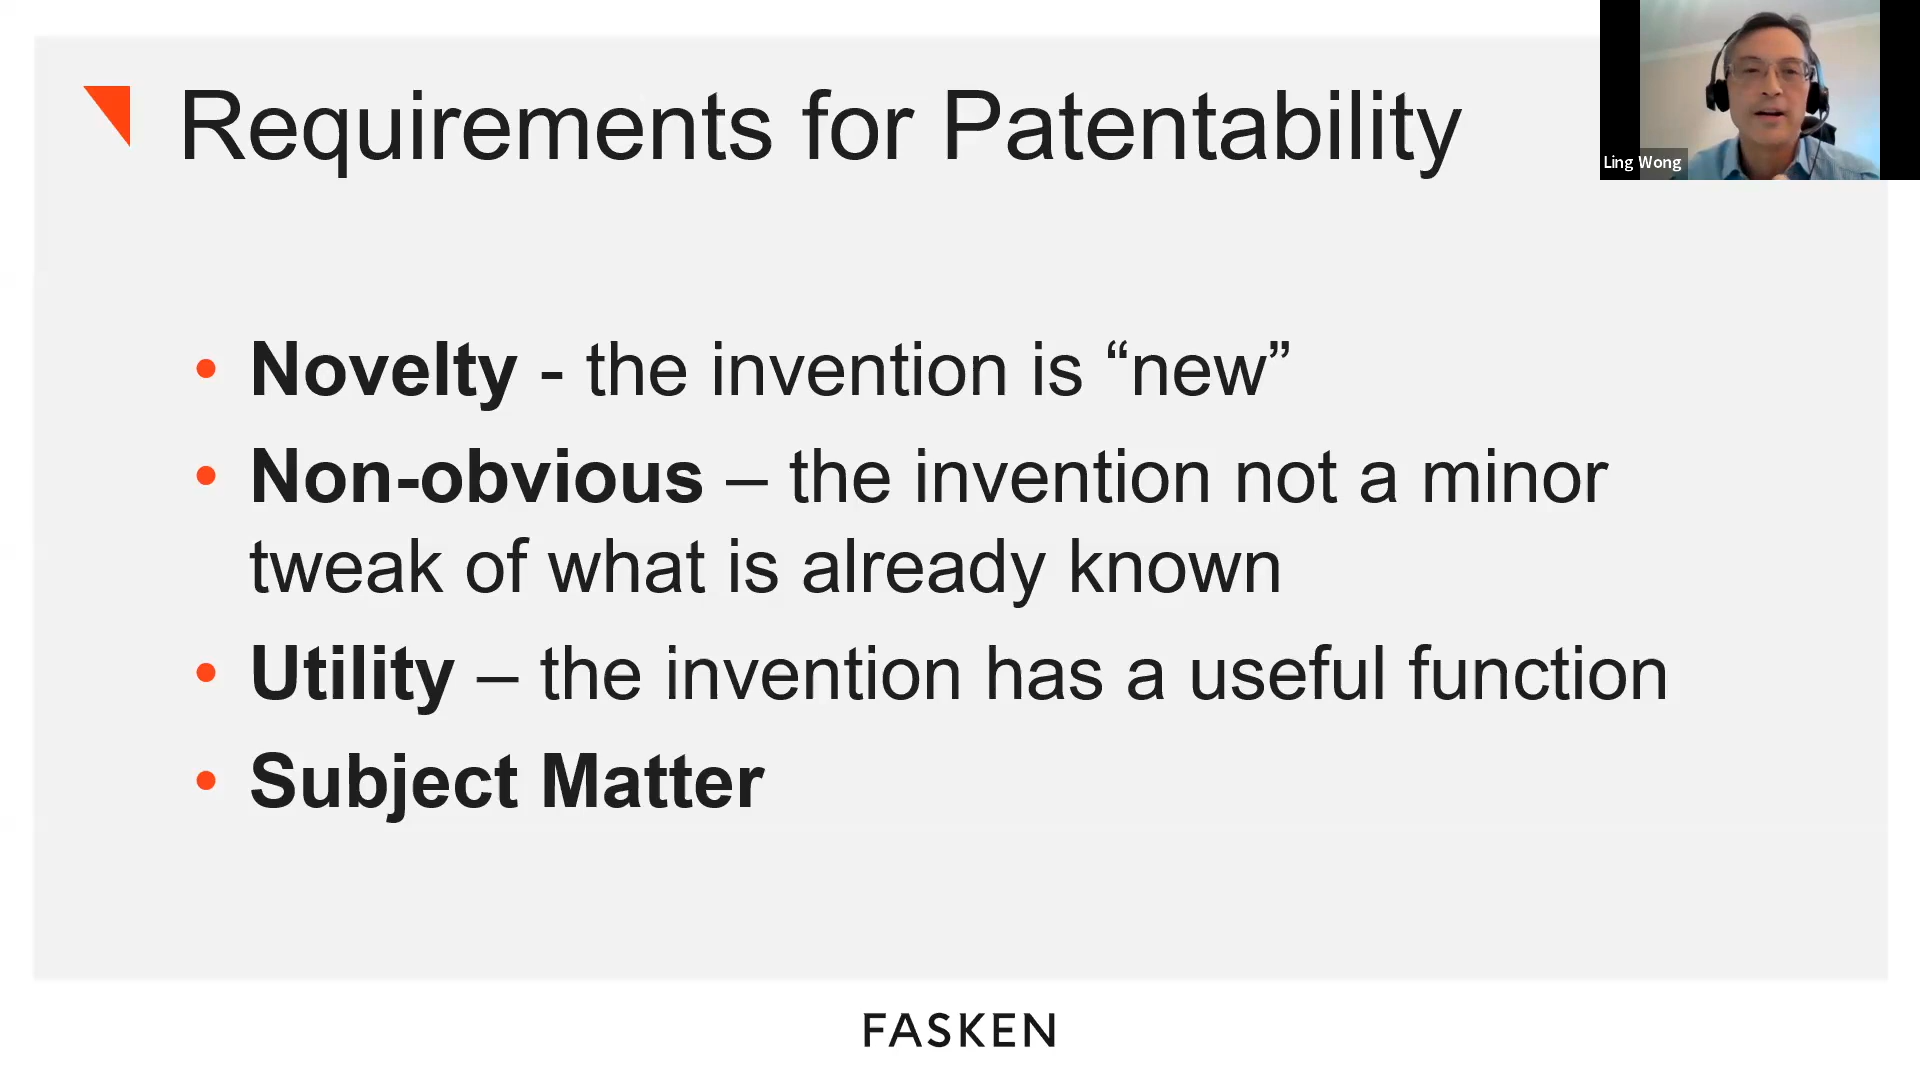 Requirements for Patentability
Ling Wong
• Novelty - the invention is “new”
• Non-obvious – the invention not a minor
tweak of what is already known
• Utility – the invention has a useful function
• Subject Matter
FASKEN